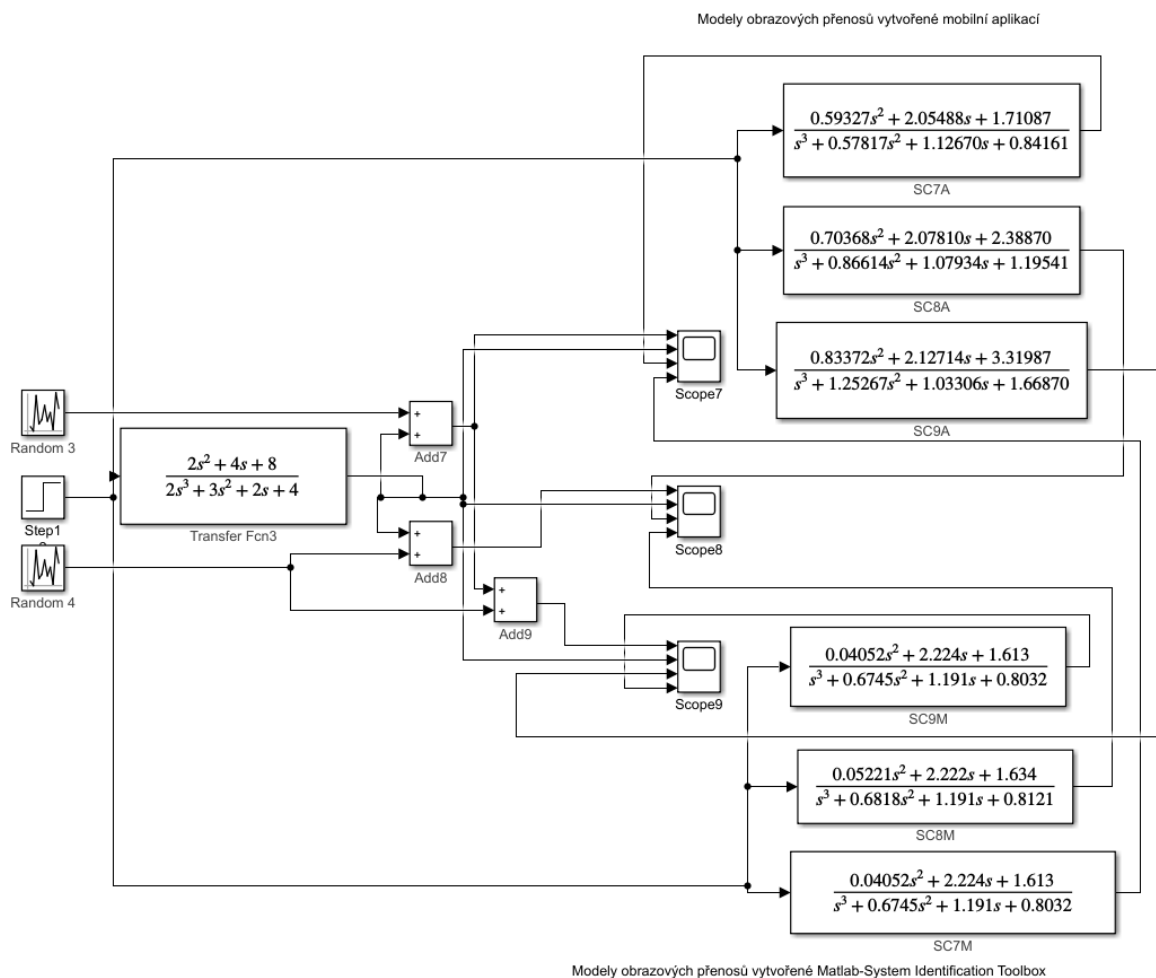 Modely obrazových přenosů vytvořené mobilní aplikací
0.59327s² + 2.05488s + 1.71087
s³ + 0.57817s² + 1.12670s + 0.84161
SC7A
0.70368s² + 2.07810s + 2.38870
s³ + 0.86614s² + 1.07934s + 1.19541
SC8A
0.83372s² + 2.12714s + 3.31987
s³ + 1.25267s² + 1.03306s + 1.66870
SC9A
Scope7
Random 3
+
+
Add7
2s² + 4s + 8
2s³ + 3s² + 2s + 4
Transfer Fcn3
Step1
Random 4
+
+
Add8
Scope8
+
+
Add9
Scope9
0.04052s² + 2.224s + 1.613
s³ + 0.6745s² + 1.191s + 0.8032
SC9M
0.05221s² + 2.222s + 1.634
s³ + 0.6818s² + 1.191s + 0.8121
SC8M
0.04052s² + 2.224s + 1.613
s³ + 0.6745s² + 1.191s + 0.8032
SC7M
Modely obrazových přenosů vytvořené Matlab-System Identification Toolbox